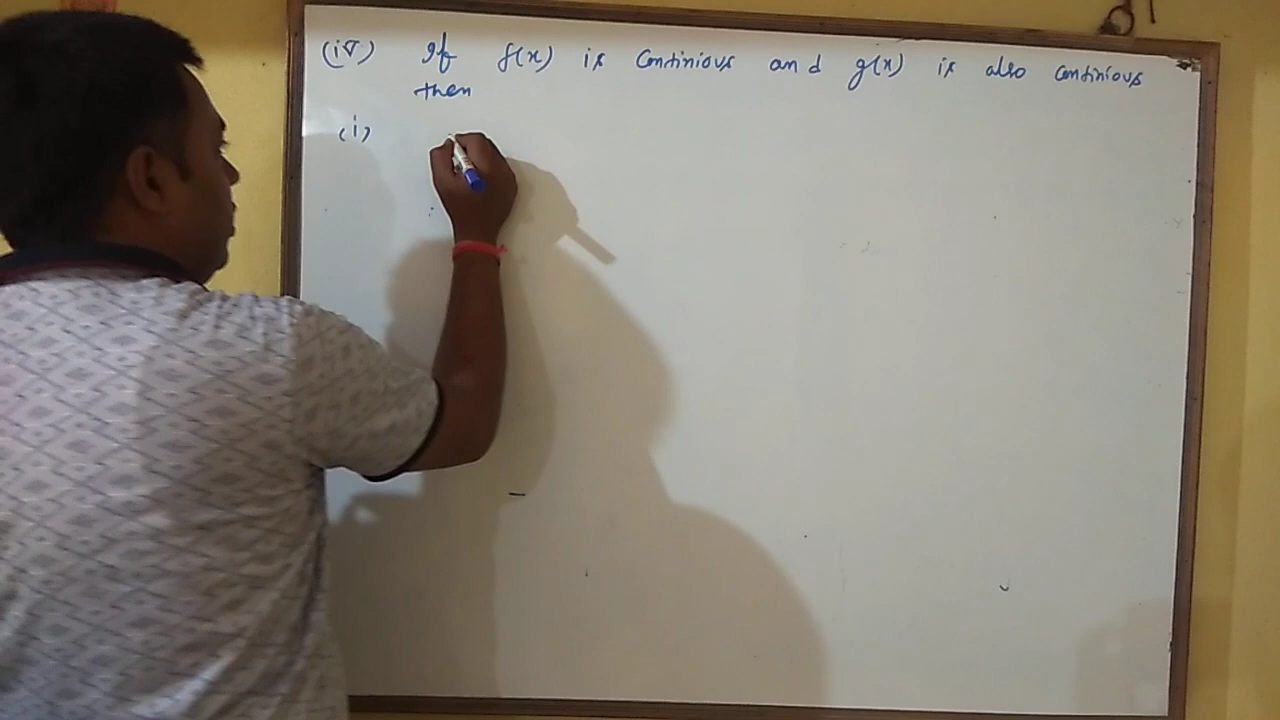 (iv) If f(x) is continious and g(x) is also continious
then
(i)